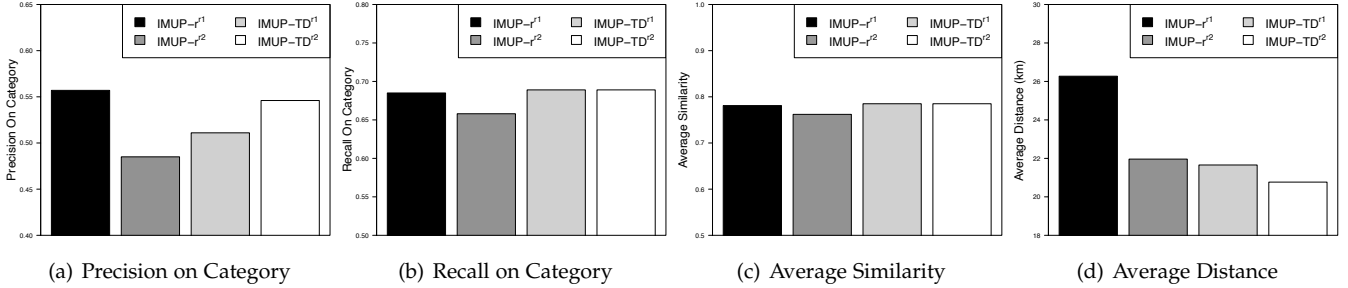 Precision On Category
0.40
0.45
0.50
0.55
0.60
0.65
IMUP−r^r1
IMUP−r^r2
IMUP−TD^r1
IMUP−TD^r2
(a) Precision on Category
Recall On Category
0.50
0.55
0.60
0.65
0.70
0.75
0.80
IMUP−r^r1
IMUP−r^r2
IMUP−TD^r1
IMUP−TD^r2
(b) Recall on Category
Average Similarity
0.5
0.6
0.7
0.8
0.9
1.0
IMUP−r^r1
IMUP−r^r2
IMUP−TD^r1
IMUP−TD^r2
(c) Average Similarity
Average Distance (km)
18
20
22
24
26
28
30
IMUP−r^r1
IMUP−r^r2
IMUP−TD^r1
IMUP−TD^r2
(d) Average Distance